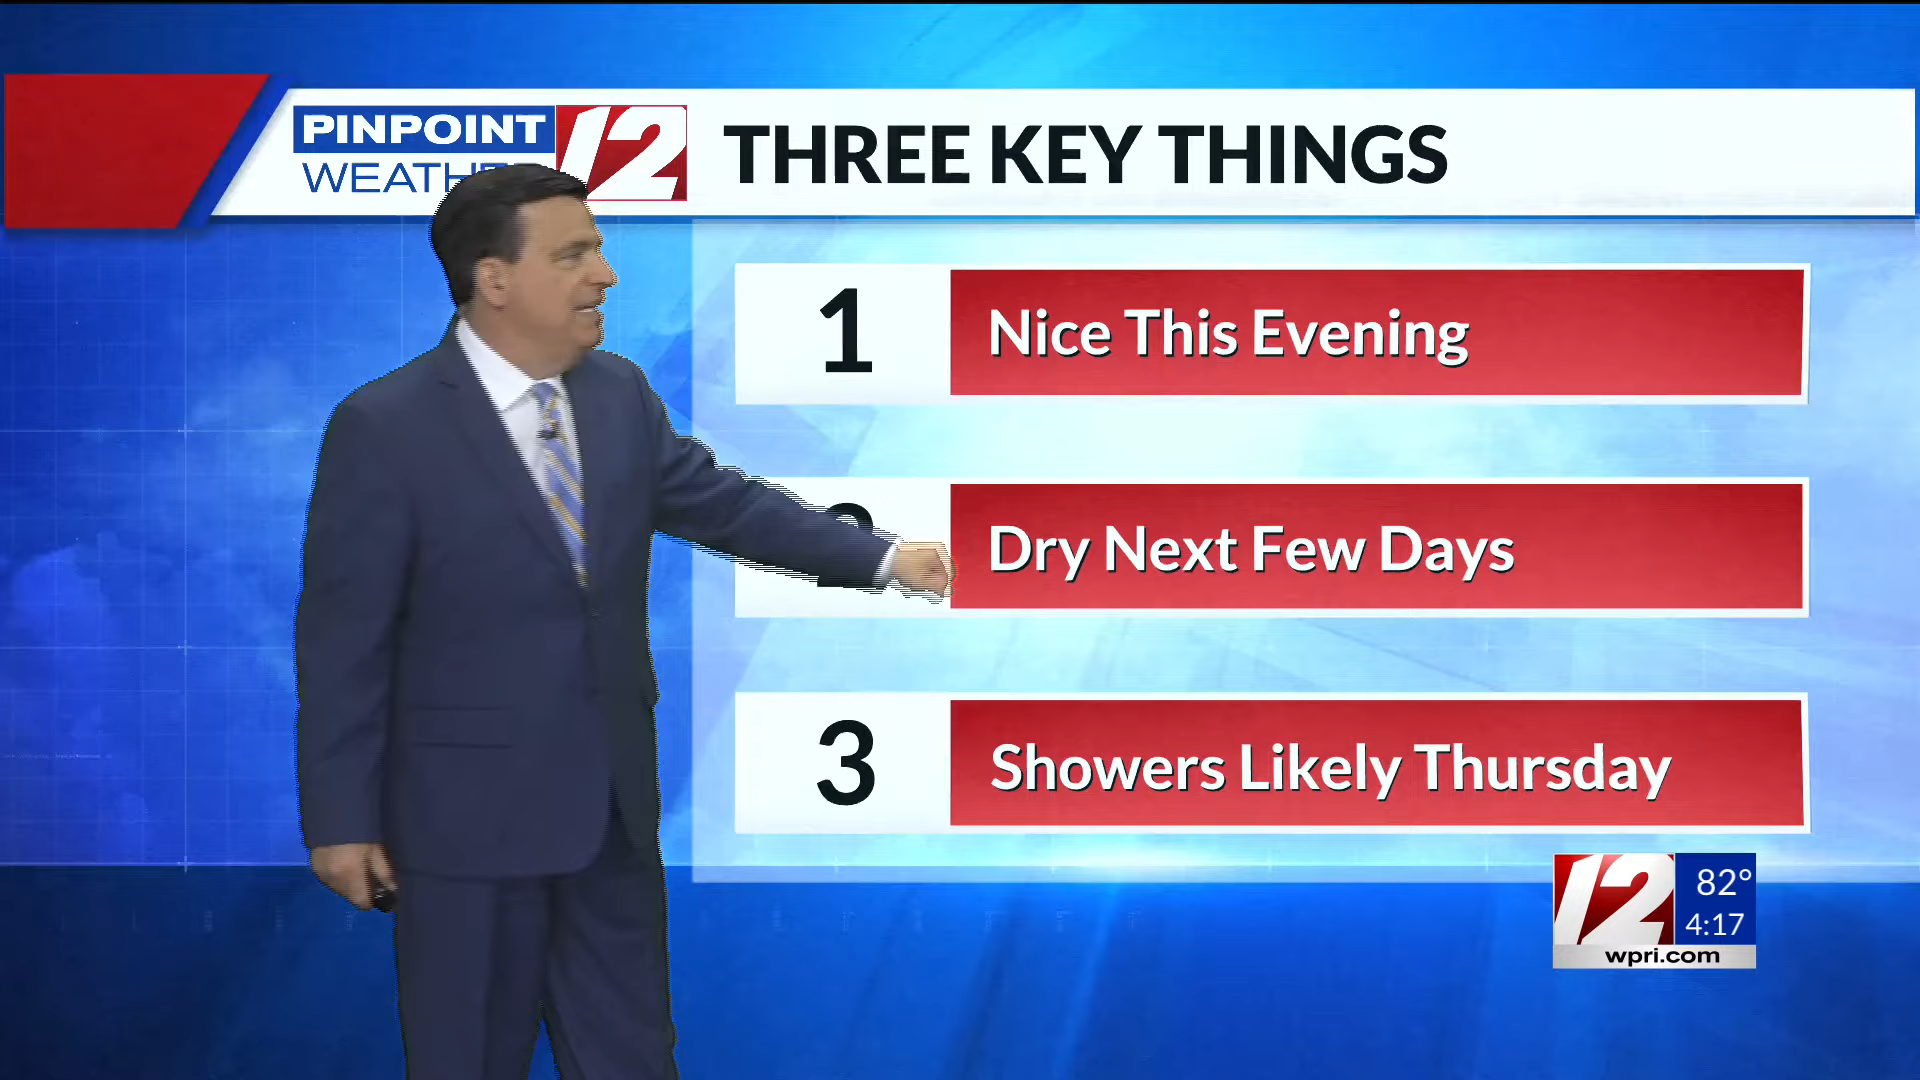 PINPOINT
12
THREE KEY THINGS
1
Nice This Evening
Dry Next Few Days
3
Showers Likely Thursday
12
82°
4:17
wpri.com